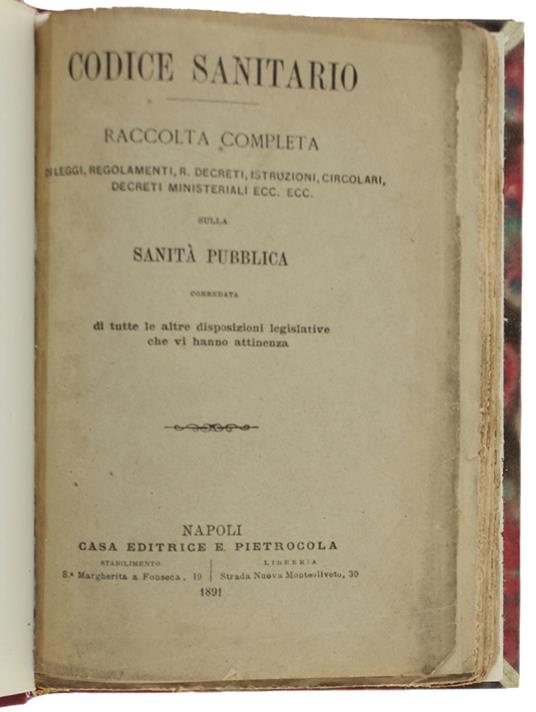 CODICE SANITARIO
RACCOLTA COMPLETA
DI LEGGI, REGOLAMENTI, R. DECRETI, ISTRUZIONI, CIRCOLARI,
DECRETI MINISTERIALI ECC. ECC.
SULLA
SANITÀ PUBBLICA
CORREDATA
di tutte le altre disposizioni legislative
che vi hanno attinenza
NAPOLI
CASA EDITRICE E. PIETROCOLA
STABILIMENTO
S.ª Margherita a Fonseca, 19
LIBRERIA
Strada Nuova Monteoliveto, 30
1891